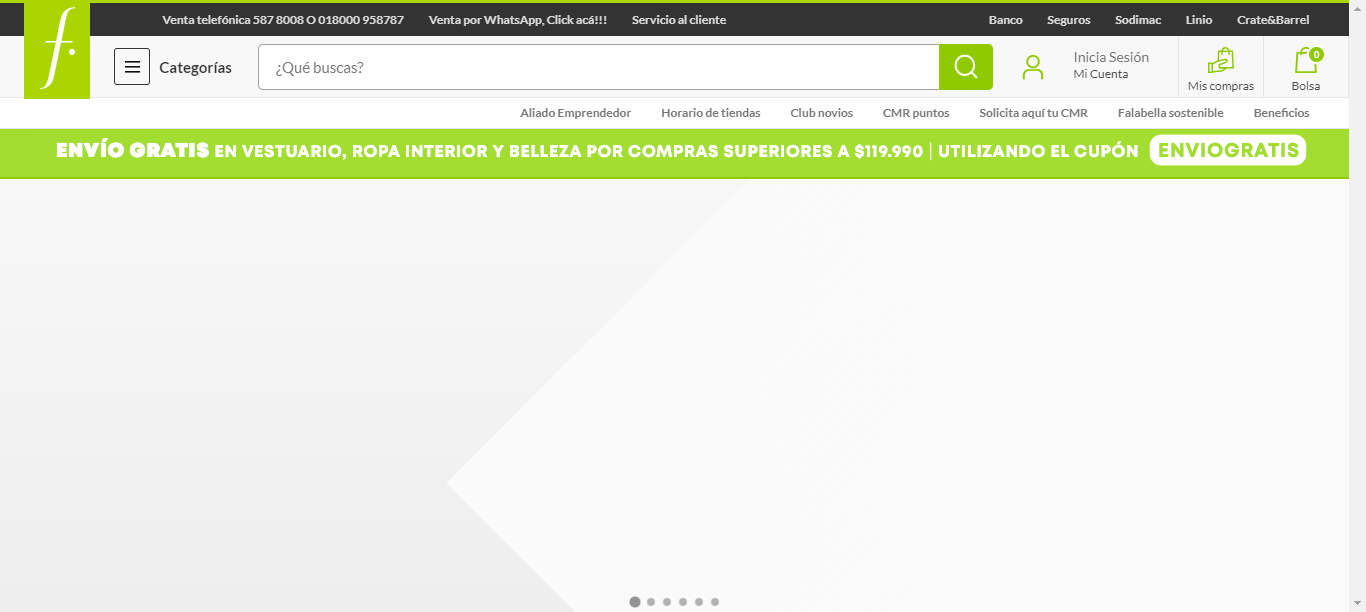 Venta telefónica 587 8008 O 018000 958787 Venta por WhatsApp, Click acá!!! Servicio al cliente Banco Seguros Sodimac Linio Crate&Barrel
f.
Categorías ¿Qué buscas? Inicia Sesión
Mi Cuenta
Mis compras
0
Bolsa
Aliado Emprendedor Horario de tiendas Club novios CMR puntos Solicita aquí tu CMR Falabella sostenible Beneficios
ENVÍO GRATIS EN VESTUARIO, ROPA INTERIOR Y BELLEZA POR COMPRAS SUPERIORES A $119.990 | UTILIZANDO EL CUPÓN ENVIOGRATIS